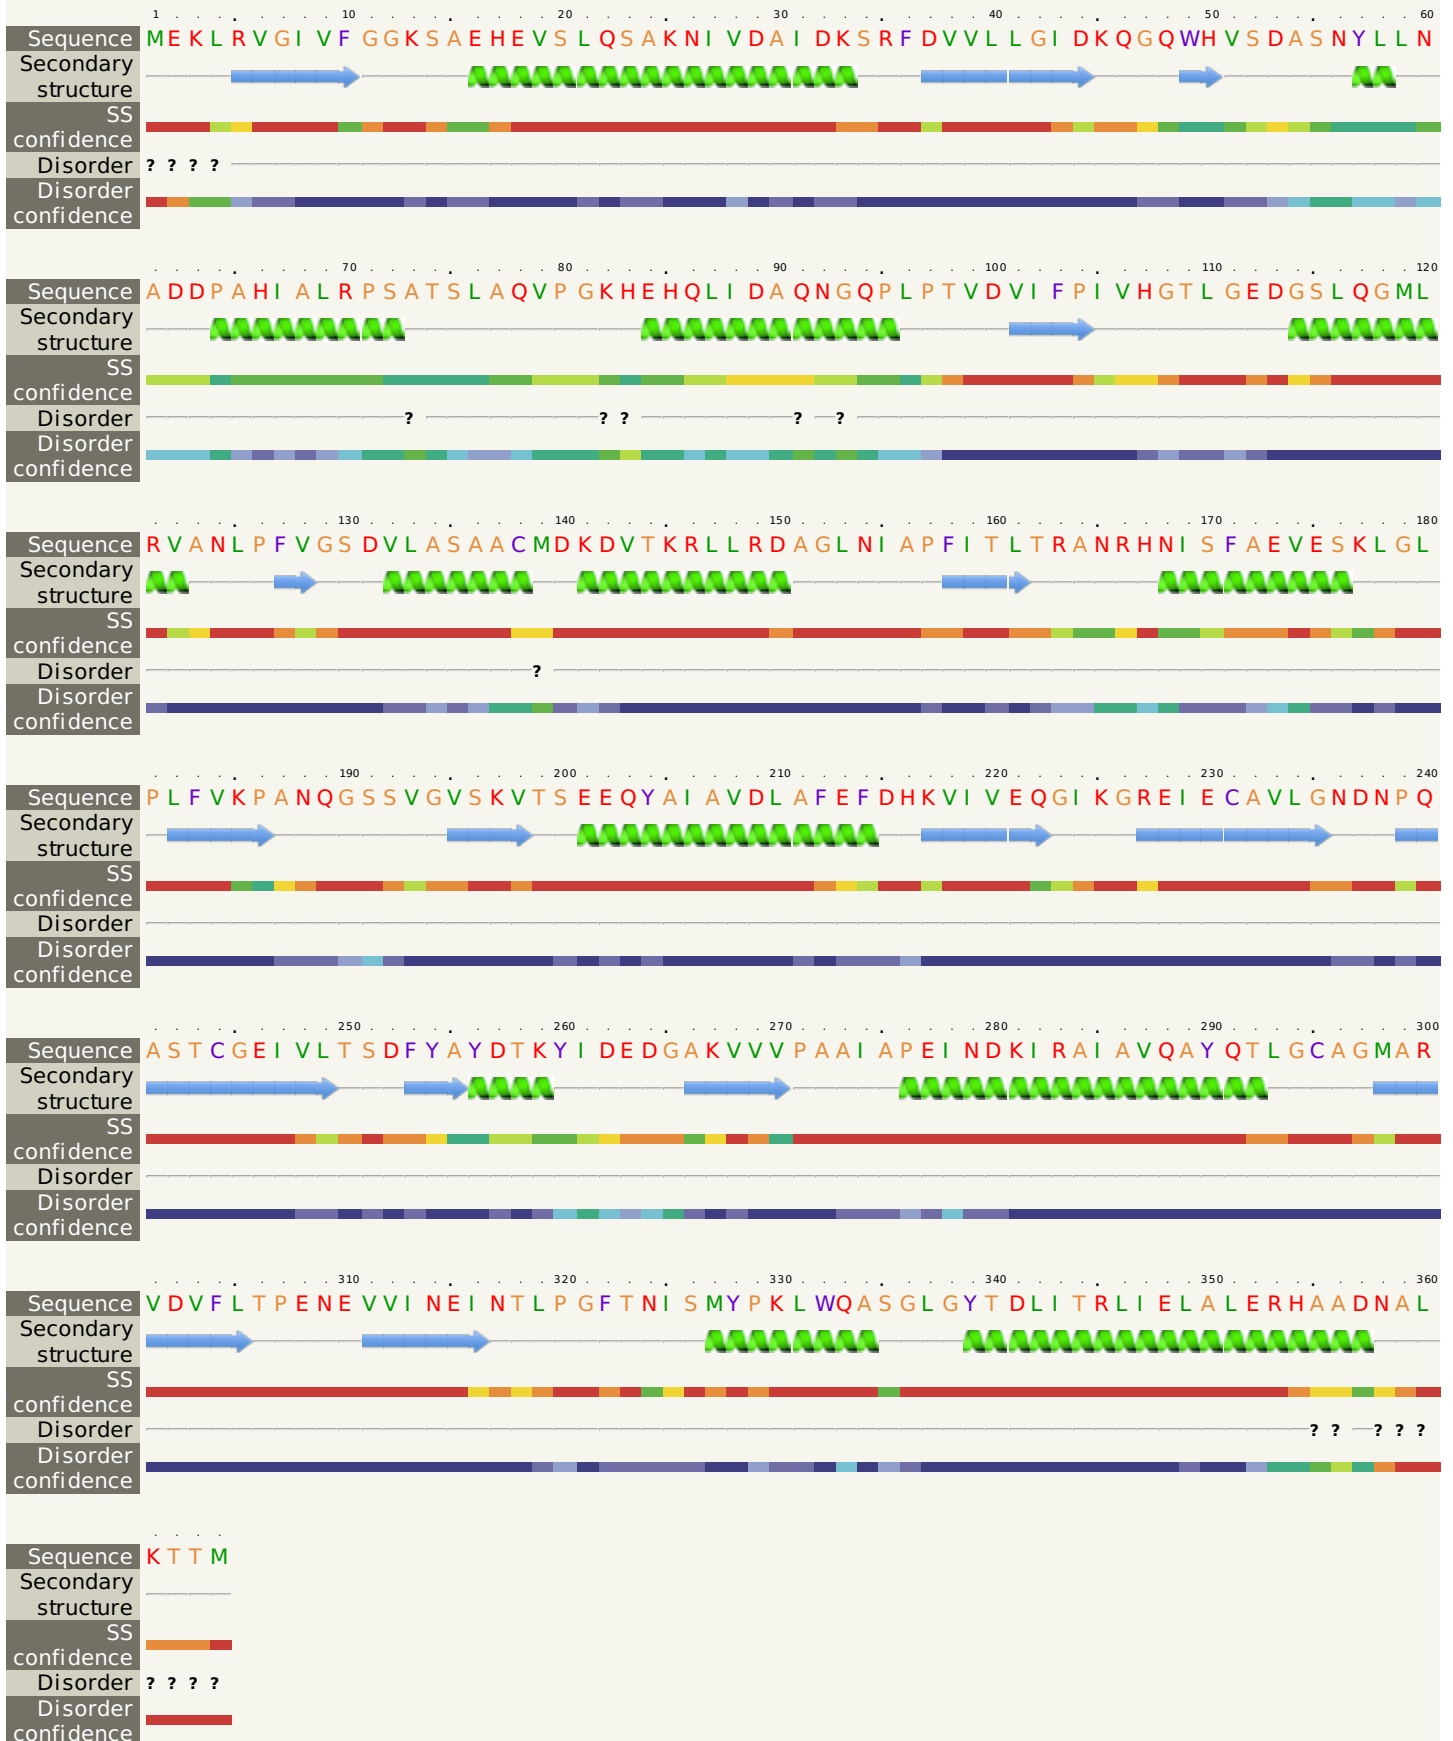 1 10 20 30 40 50 60
Sequence MEKLRVGIVFGGKSAEHEVSLQSAKNIVDAIDKSRFDVVLLGIDKQGQWHVSDASNYLLN
Secondary
structure
SS
confidence
Disorder ? ? ? ?
Disorder
confidence
70 80 90 100 110 120
Sequence ADDPAHIALRPSATSLAQVPGKHEHQLIDAQNGQPLPTVDVIFPIVHGTLGEDGSLQGML
Secondary
structure
SS
confidence
Disorder ? ? ? ? ?
Disorder
confidence
130 140 150 160 170 180
Sequence RVANLPFVGSDVLASAACMDKDVTKRLLRDAGLNIAPFITLTRANRHNISFAEVESKLGL
Secondary
structure
SS
confidence
Disorder ?
Disorder
confidence
190 200 210 220 230 240
Sequence PLFVKPANQGSSVGVSKVTSEEQYAIAVDLAFEFDHKVIVEQGIKGREIECAVLGNDNPQ
Secondary
structure
SS
confidence
Disorder
Disorder
confidence
250 260 270 280 290 300
Sequence ASTCGEIVLTSDFYAYDTKYIDEDGAKVVVPAAIAPEINDKIRAIAVQAYQTLGCAGMAR
Secondary
structure
SS
confidence
Disorder
Disorder
confidence
310 320 330 340 350 360
Sequence VDVFLTPENEVVINEINTLPGFTNISMYPKLWQASGLGYTDLITRLIELALERHAADNAL
Secondary
structure
SS
confidence
Disorder ? ? ? ? ?
Disorder
confidence
Sequence KTTM
Secondary
structure
SS
confidence
Disorder ? ? ? ?
Disorder
confidence